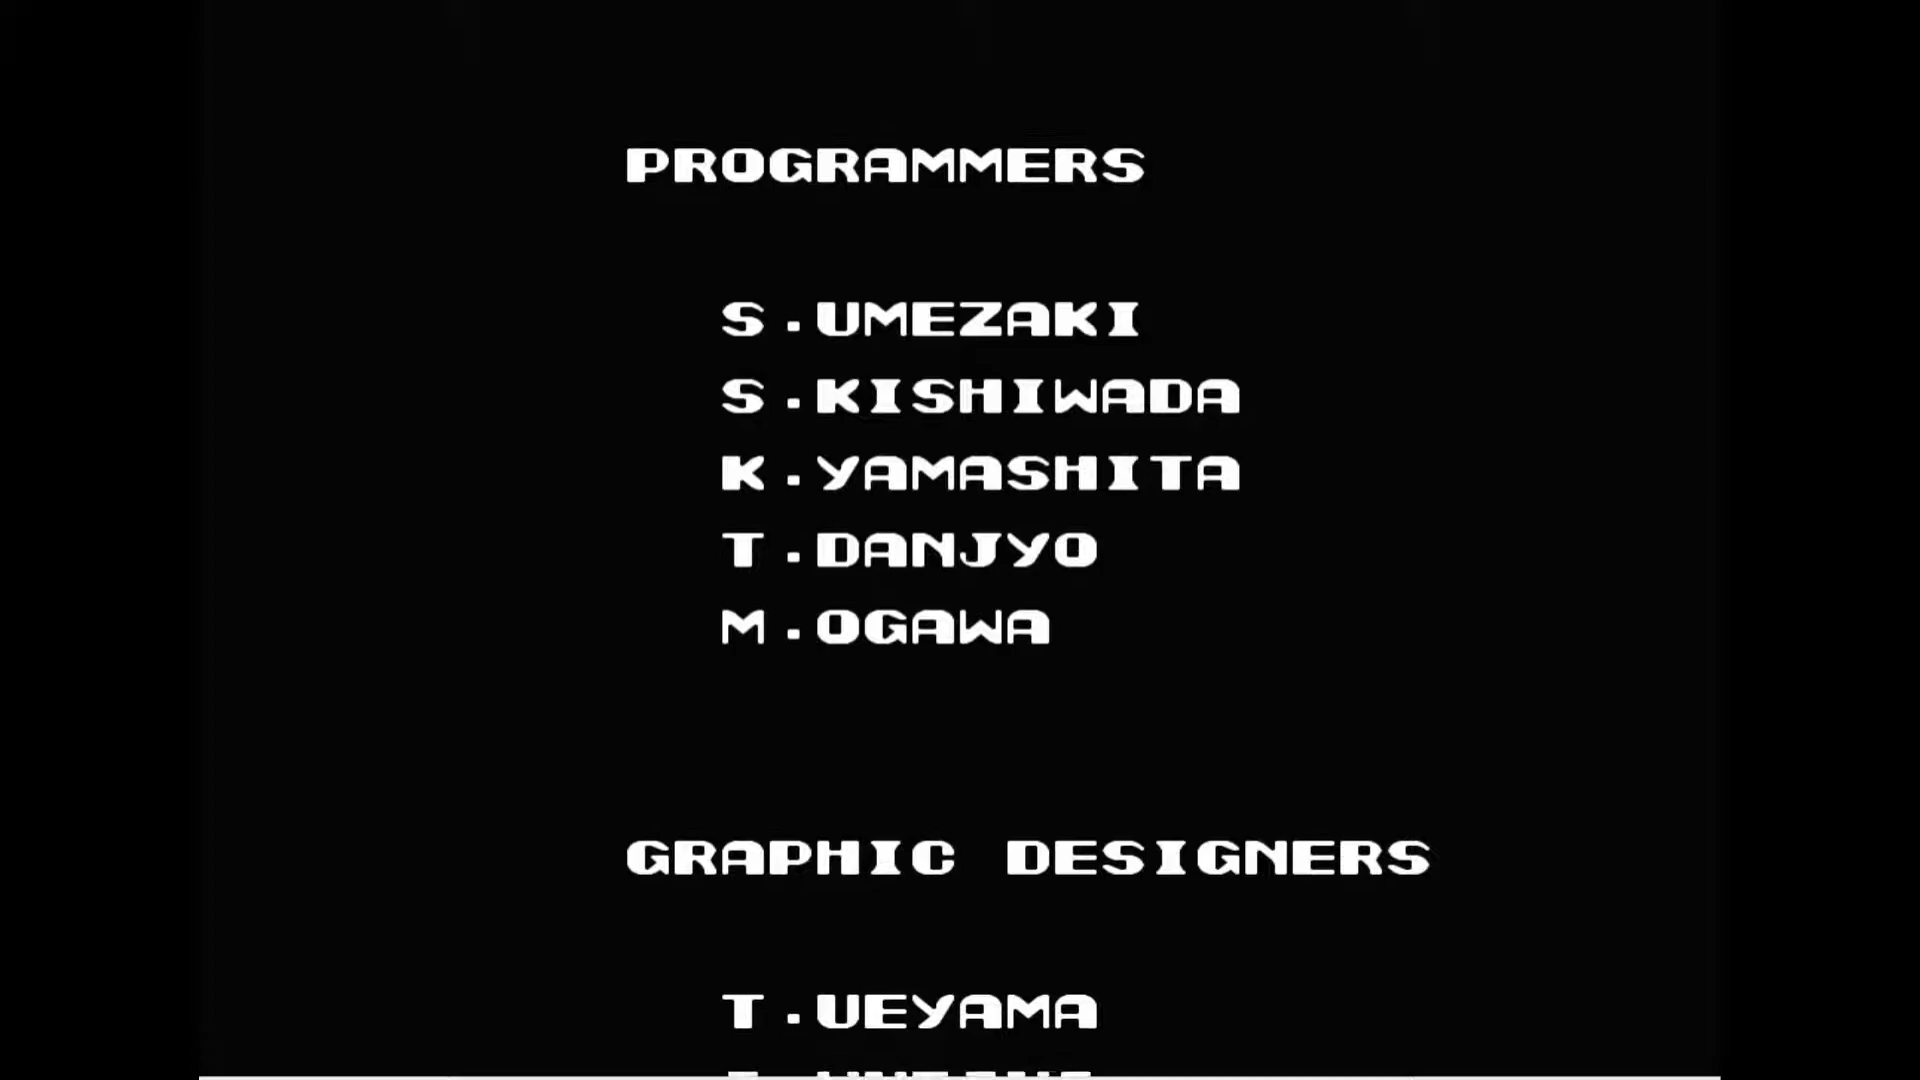 PROGRAMMERS
S.UMEZAKI
S.KISHIWADA
K.YAMASHITA
T.DANJYO
M.OGAWA
GRAPHIC DESIGNERS
T.UEYAMA